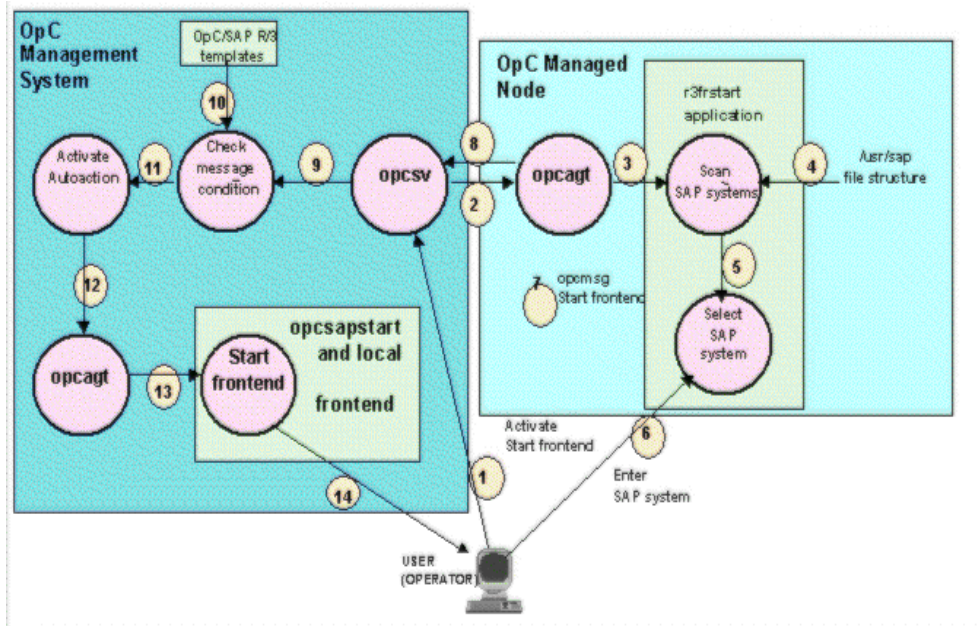 OpC
Management
System
OpC/SAP R/3
templates
10
Activate
Autoaction
11
Check
message
condition
9
opcsv
8
2
12
opcagt
13
Start
frontend
opcsapstart
and local
frontend
14
OpC Managed
Node
r3frstart
application
opcagt
3
Scan
SAP systems
4
/usr/sap
file structure
5
7
opcmsg
Start frontend
Select
SAP
system
Activate
Start frontend
6
1
Enter
SAP system
USER
(OPERATOR)